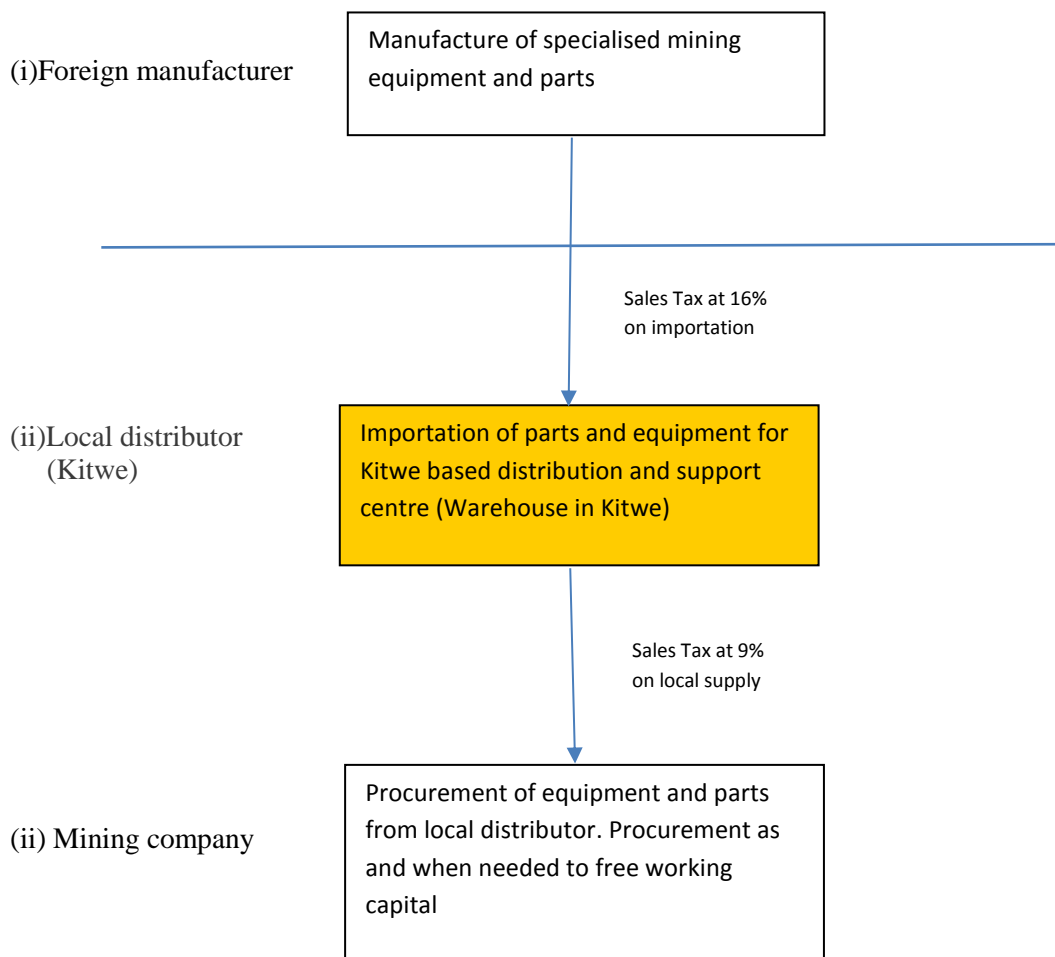 (i)Foreign manufacturer
Manufacture of specialised mining
equipment and parts
Sales Tax at 16%
on importation
(ii)Local distributor
(Kitwe)
Importation of parts and equipment for
Kitwe based distribution and support
centre (Warehouse in Kitwe)
Sales Tax at 9%
on local supply
(ii) Mining company
Procurement of equipment and parts
from local distributor. Procurement as
and when needed to free working
capital